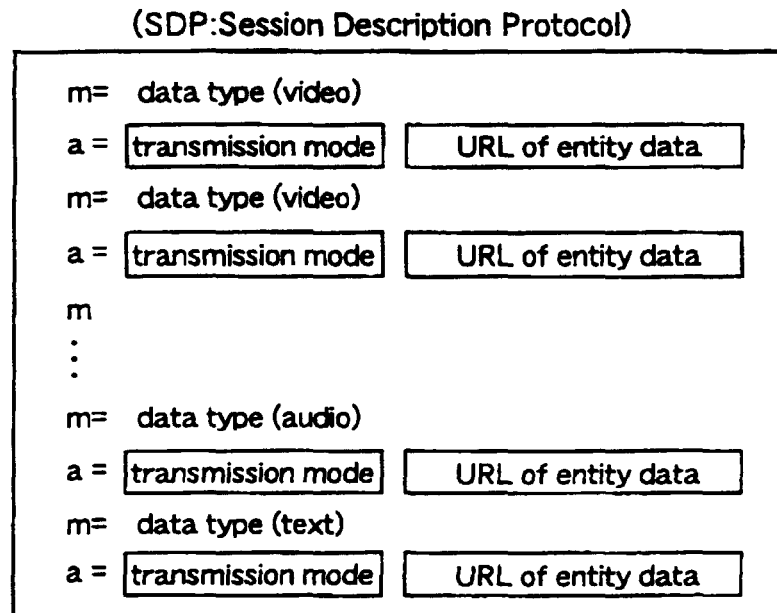 (SDP:Session Description Protocol)
m= data type (video)
a = transmission mode URL of entity data
m= data type (video)
a = transmission mode URL of entity data
m
⋮
m= data type (audio)
a = transmission mode URL of entity data
m= data type (text)
a = transmission mode URL of entity data